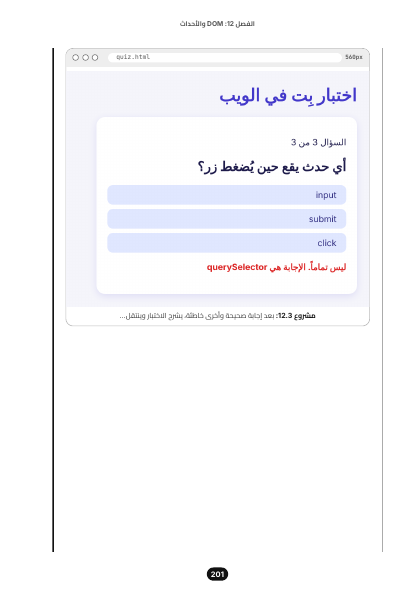 الفصل 12: DOM والأحداث
quiz.html
560px
اختبار بِت في الويب
السؤال 3 من 3
أي حدث يقع حين يُضغط زر؟
input
submit
click
ليس تماماً. الإجابة هي querySelector
مشروع 12.3: بعد إجابة صحيحة وأخرى خاطئة، يشرح الاختبار وينتقل...
201